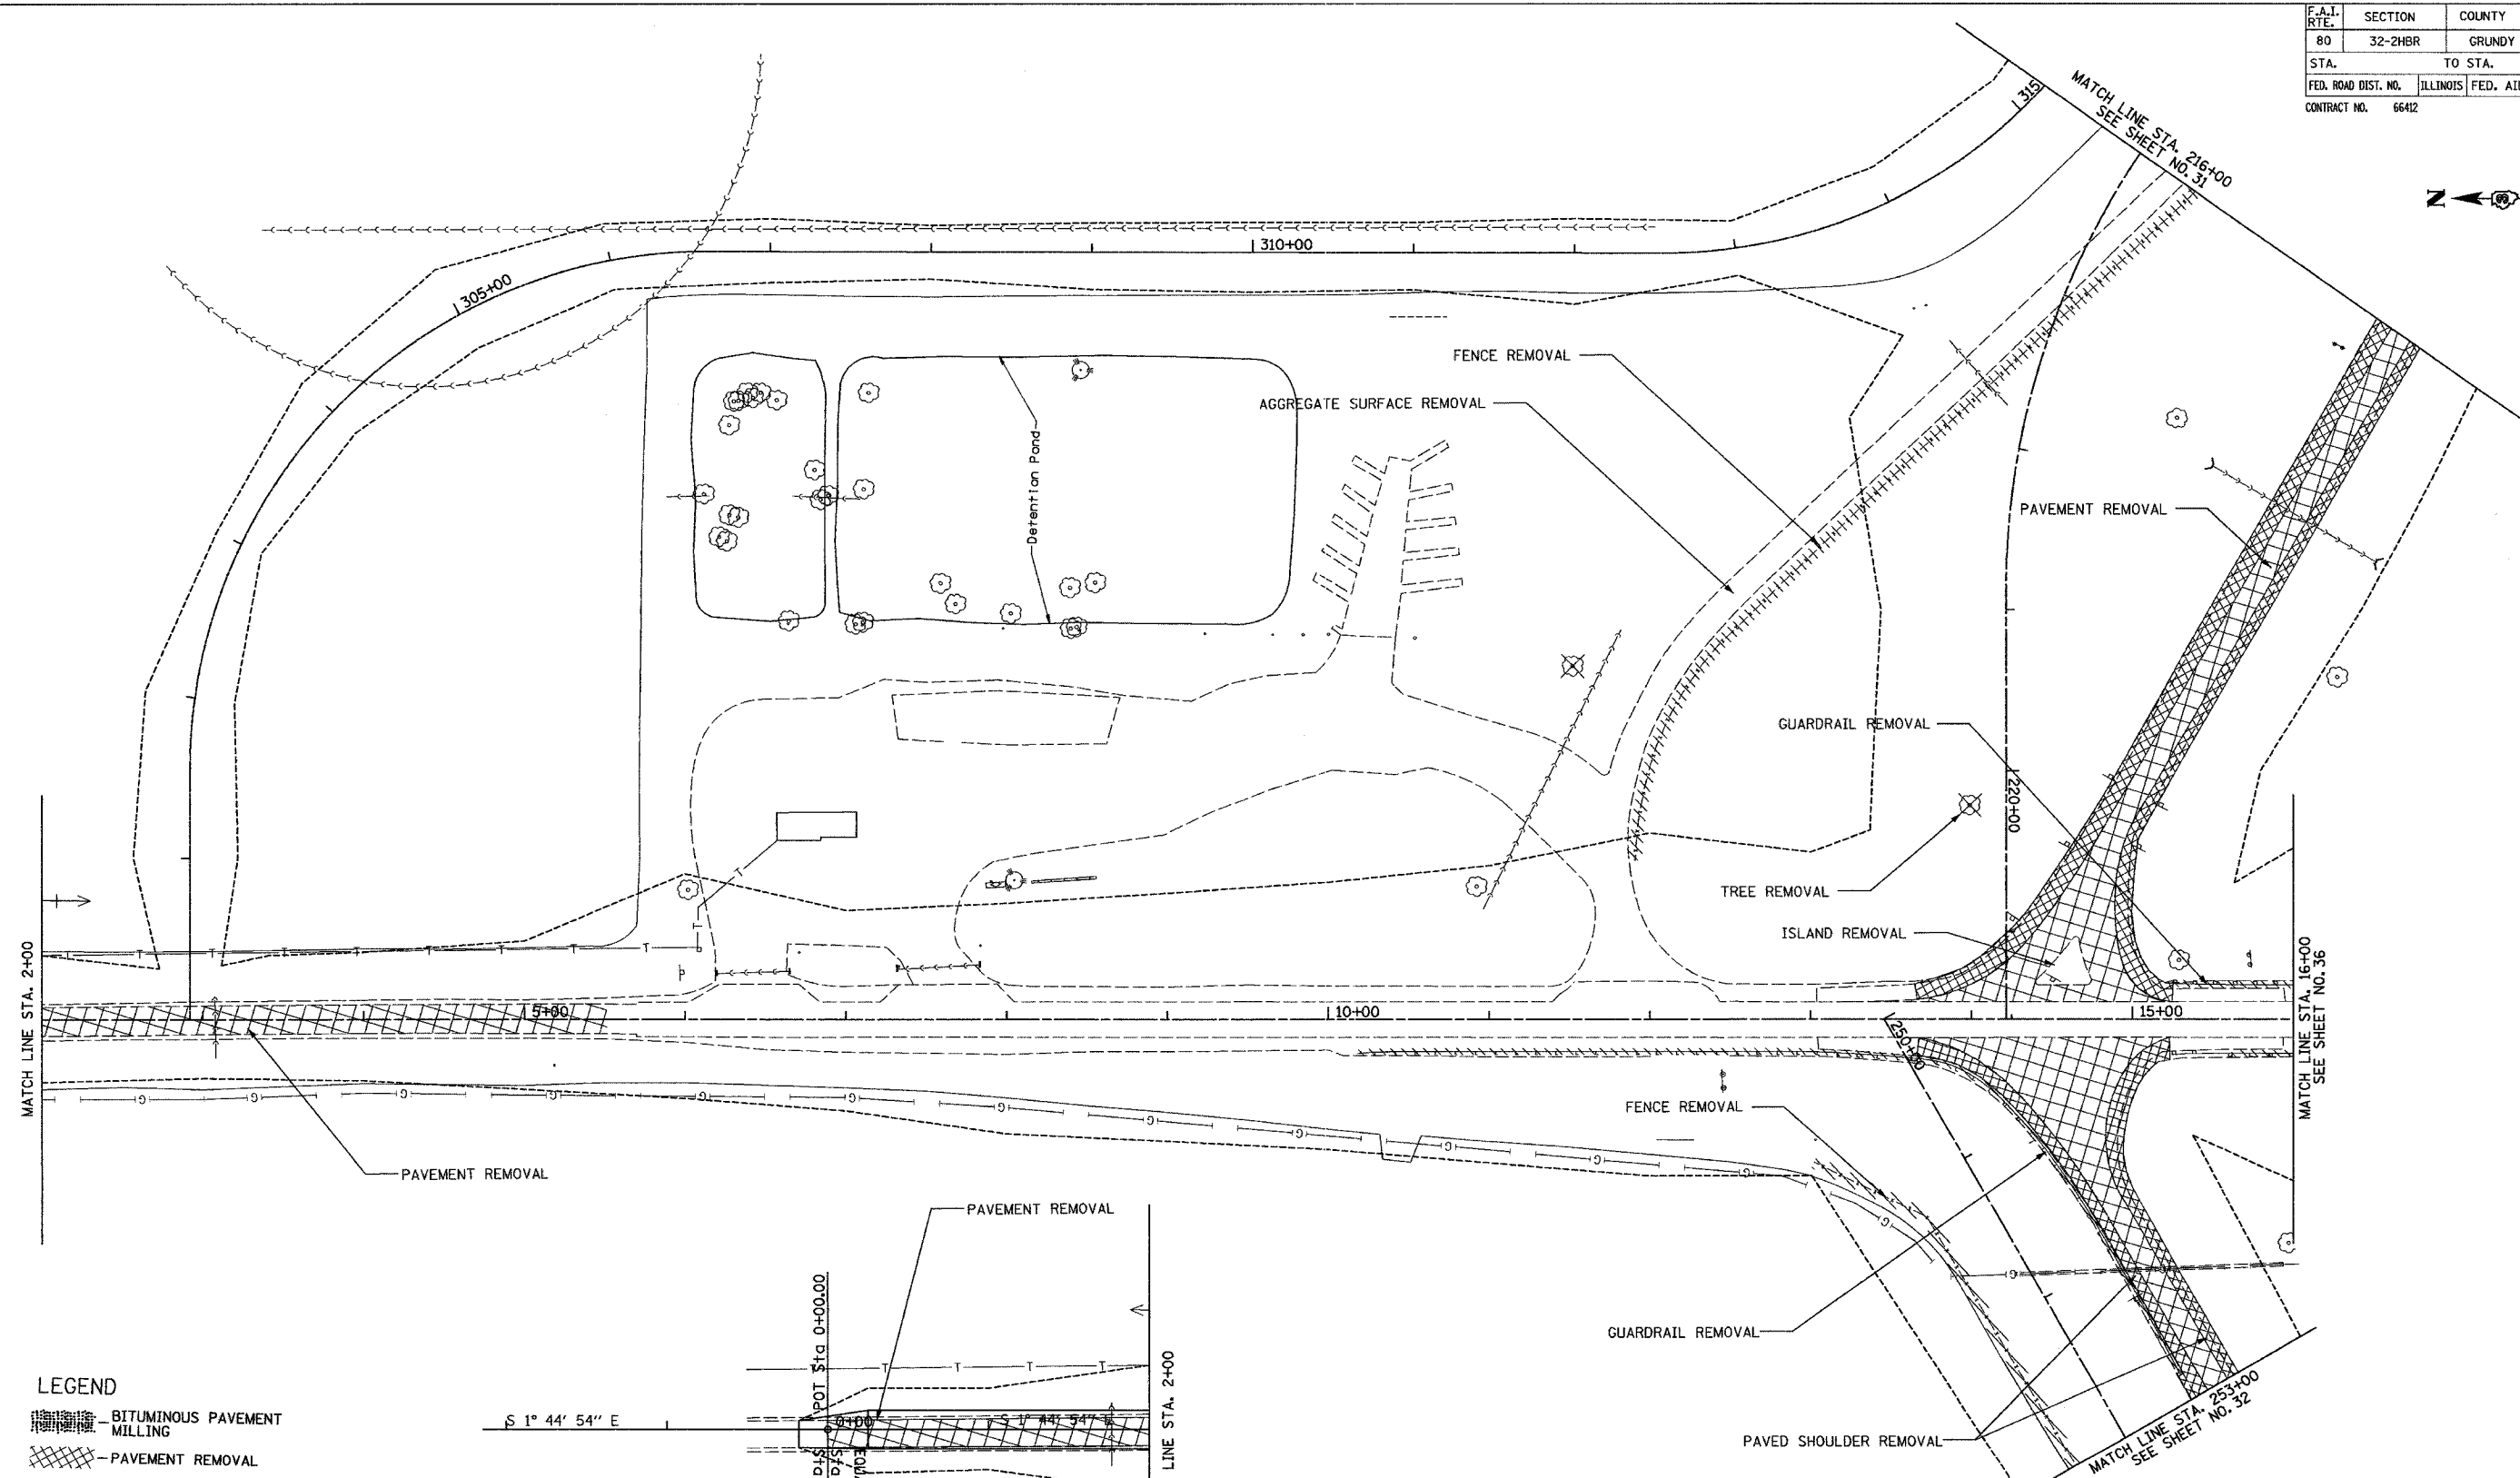 F.A.I. RTE. SECTION COUNTY
80 32-2HBR GRUNDY
STA. TO STA.
FED. ROAD DIST. NO. ILLINOIS FED.
CONTRACT NO. 66412
MATCH LINE STA. 216+00
SEE SHEET NO. 31
N
315
310+00
305+00
FENCE REMOVAL
AGGREGATE SURFACE REMOVAL
Detention Pond
PAVEMENT REMOVAL
GUARDRAIL REMOVAL
220+00
TREE REMOVAL
ISLAND REMOVAL
MATCH LINE STA. 2+00
5+00
10+00
15+00
MATCH LINE STA. 16+00
SEE SHEET NO. 36
250+00
FENCE REMOVAL
PAVEMENT REMOVAL
PAVEMENT REMOVAL
GUARDRAIL REMOVAL
PAVED SHOULDER REMOVAL
MATCH LINE STA. 253+00
SEE SHEET NO. 32
POT Sta 0+00.00
0+00
S 1° 44' 54" E
S 1° 44' 54"
LINE STA. 2+00
LEGEND
BITUMINOUS PAVEMENT
MILLING
PAVEMENT REMOVAL